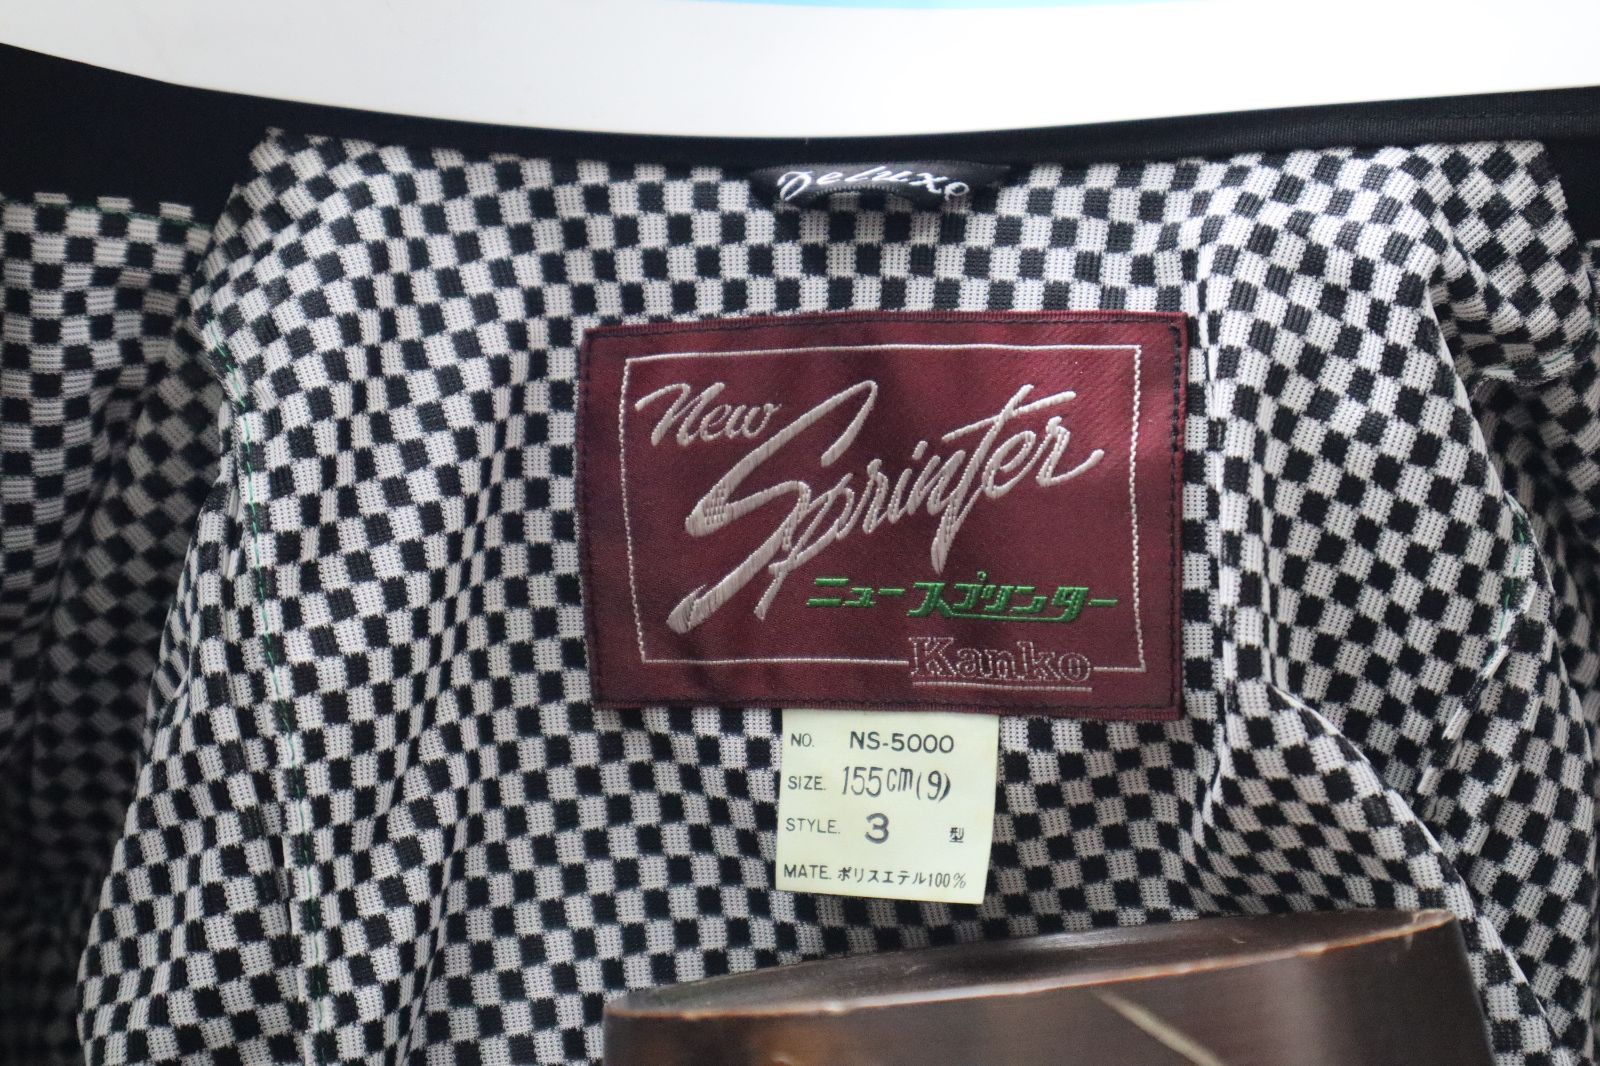 Deluxe
New
Sprinter
ニュースプリンター
Kanko
NO. NS-5000
SIZE. 155cm(9)
STYLE. 3 型
MATE. ポリスエテル100%